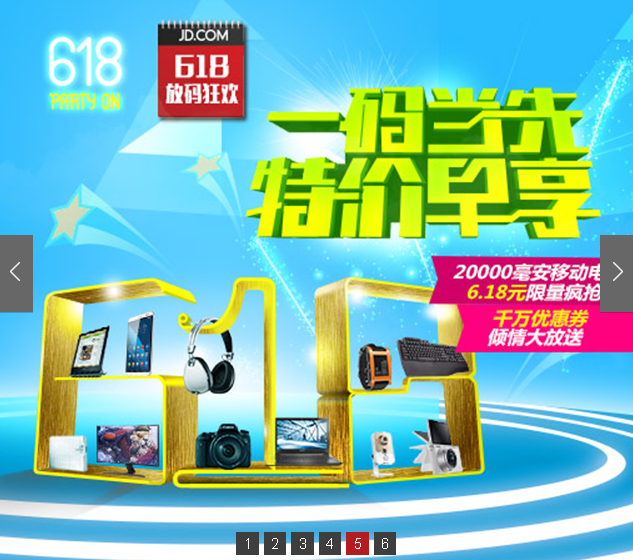 618
PARTY ON
JD.COM
618
放码狂欢
一码当先
特价早享
20000毫安移动电
6.18元限量疯抢
千万优惠券
倾情大放送
1 2 3 4 5 6